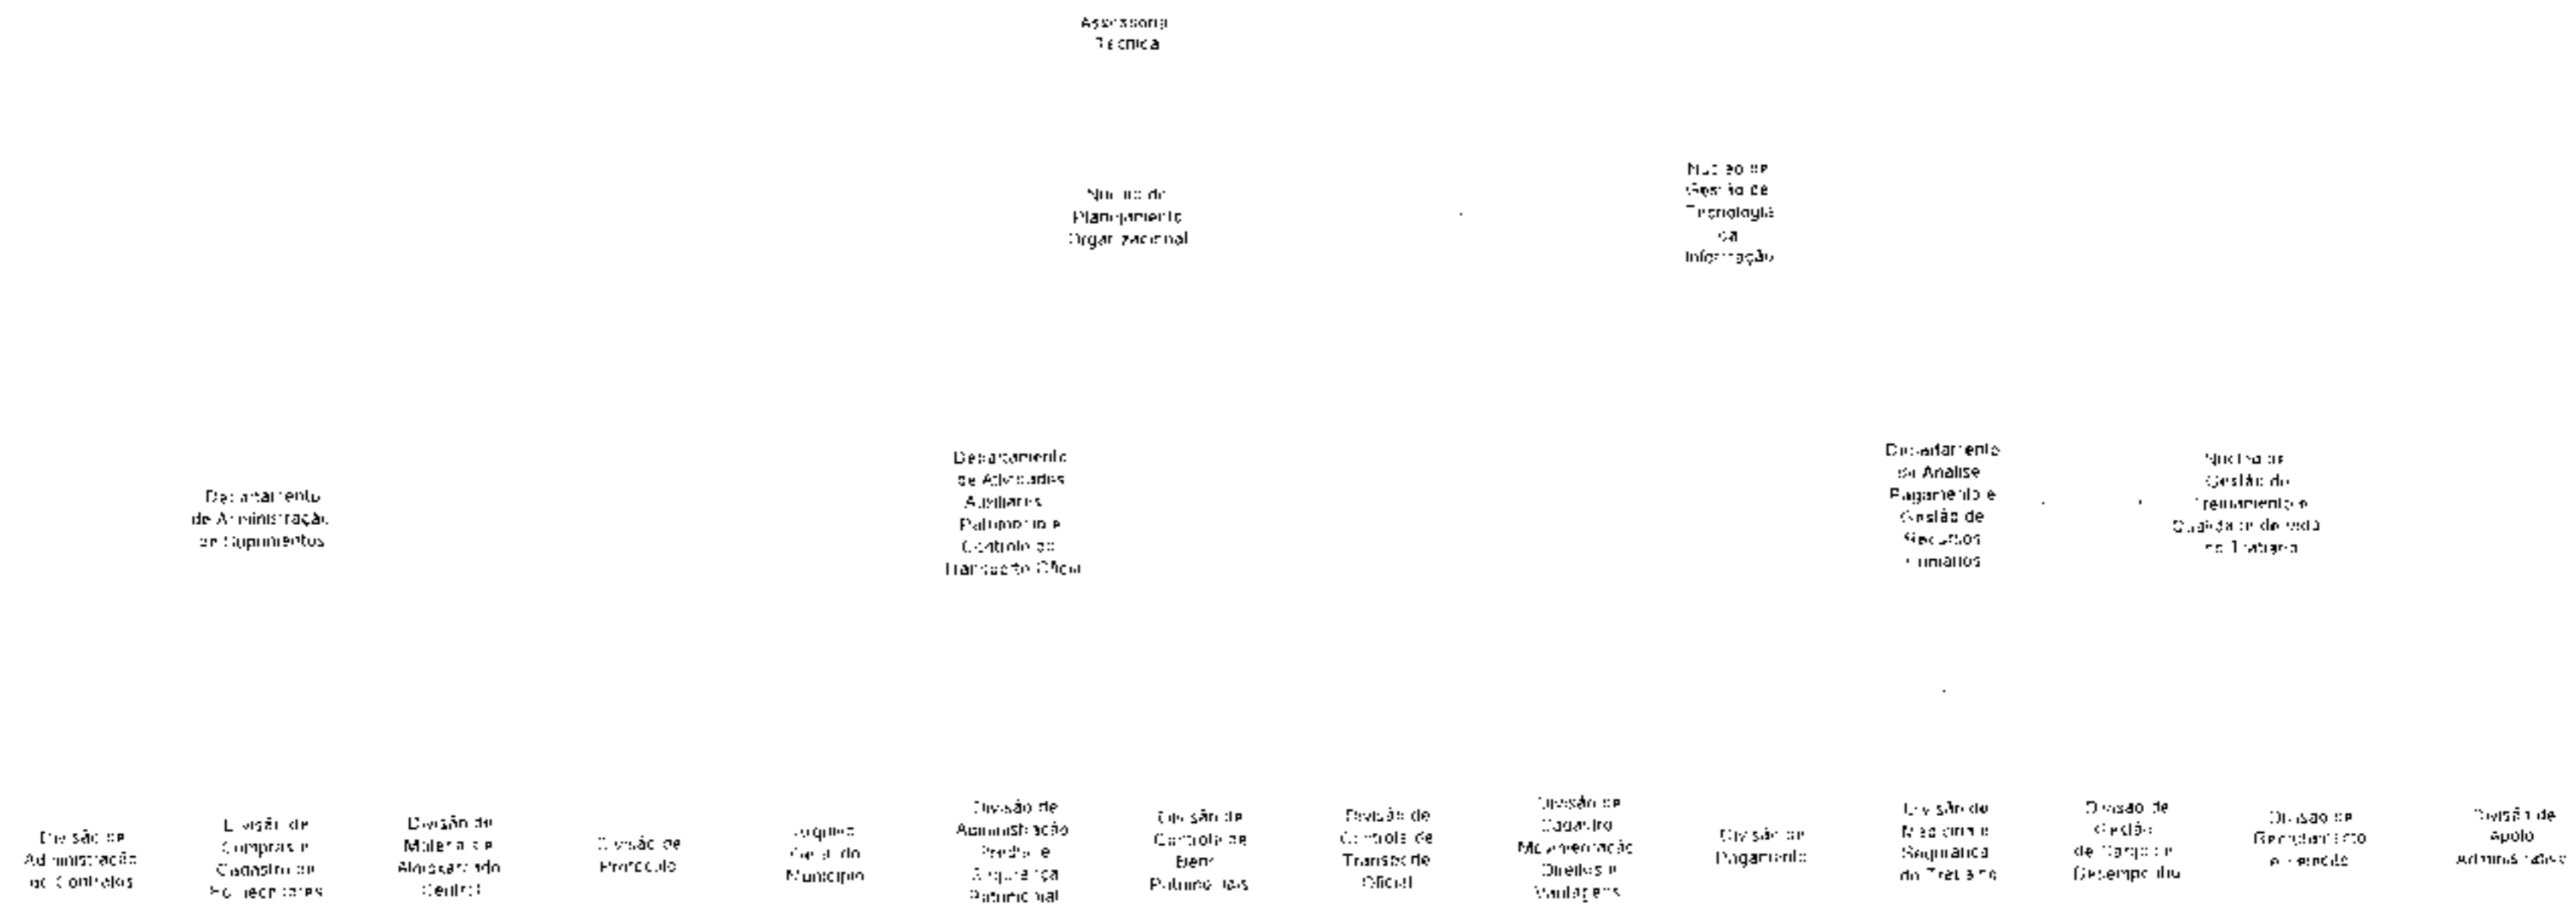 Assessoria
Técnica
Núcleo de
Planejamento
Organizacional
Núcleo de
Gestão de
Tecnologia
da
Informação
Departamento
de Administração
de Suprimentos
Departamento
de Atividades
Auxiliares
Patrimônio e
Controle do
Transporte Oficial
Departamento
de Análise
Pagamento e
Gestão de
Recursos
Humanos
Núcleo de
Gestão do
Treinamento e
Qualidade de vida
no Trabalho
Divisão de
Administração
de Contratos
Divisão de
Compras e
Cadastro de
Fornecedores
Divisão de
Materiais e
Almoxarifado
Central
Divisão de
Protocolo
Arquivo
Geral do
Município
Divisão de
Administração
Predial e
Segurança
Patrimonial
Divisão de
Controle de
Bens
Patrimoniais
Divisão de
Controle de
Transporte
Oficial
Divisão de
Cadastro
Movimentação
Direitos e
Vantagens
Divisão de
Pagamento
Divisão de
Medicina e
Segurança
do Trabalho
Divisão de
Gestão
de Cargos e
Desempenho
Divisão de
Recrutamento
e Seleção
Divisão de
Apoio
Administrativo